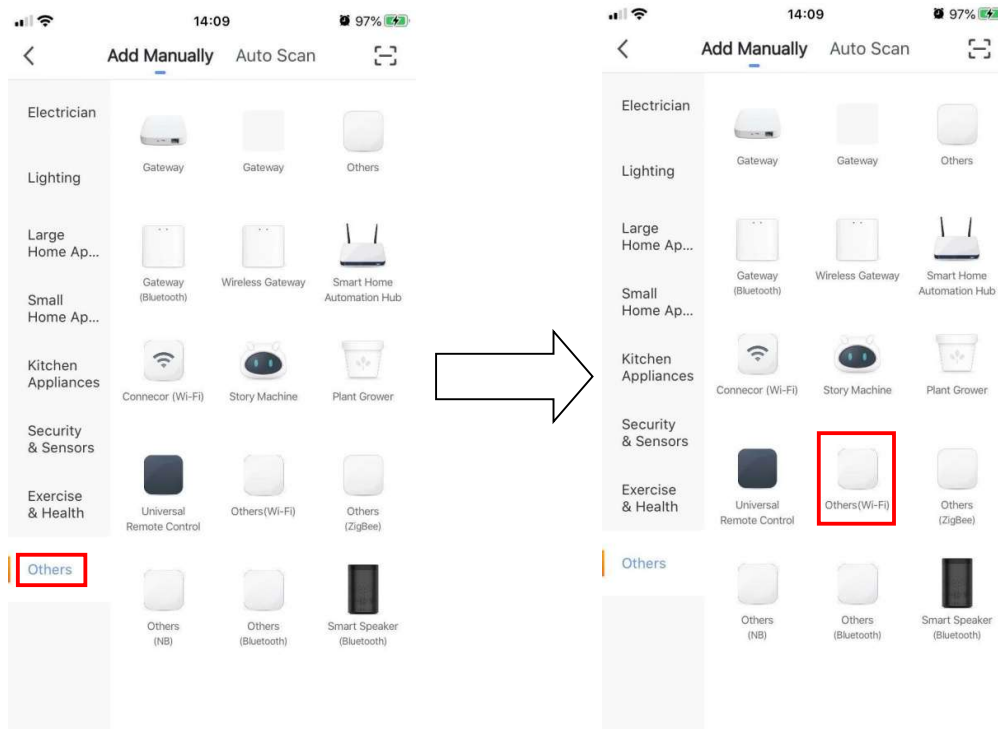 14:09
97%
Add Manually Auto Scan
Electrician
Lighting
Large
Home Ap...
Small
Home Ap...
Kitchen
Appliances
Security
& Sensors
Exercise
& Health
Others
Gateway
Gateway
Others
Gateway
(Bluetooth)
Wireless Gateway
Smart Home
Automation Hub
Connecor (Wi-Fi)
Story Machine
Plant Grower
Universal
Remote Control
Others(Wi-Fi)
Others
(ZigBee)
Others
(NB)
Others
(Bluetooth)
Smart Speaker
(Bluetooth)
14:09
97%
Add Manually Auto Scan
Electrician
Lighting
Large
Home Ap...
Small
Home Ap...
Kitchen
Appliances
Security
& Sensors
Exercise
& Health
Others
Gateway
Gateway
Others
Gateway
(Bluetooth)
Wireless Gateway
Smart Home
Automation Hub
Connecor (Wi-Fi)
Story Machine
Plant Grower
Universal
Remote Control
Others(Wi-Fi)
Others
(ZigBee)
Others
(NB)
Others
(Bluetooth)
Smart Speaker
(Bluetooth)